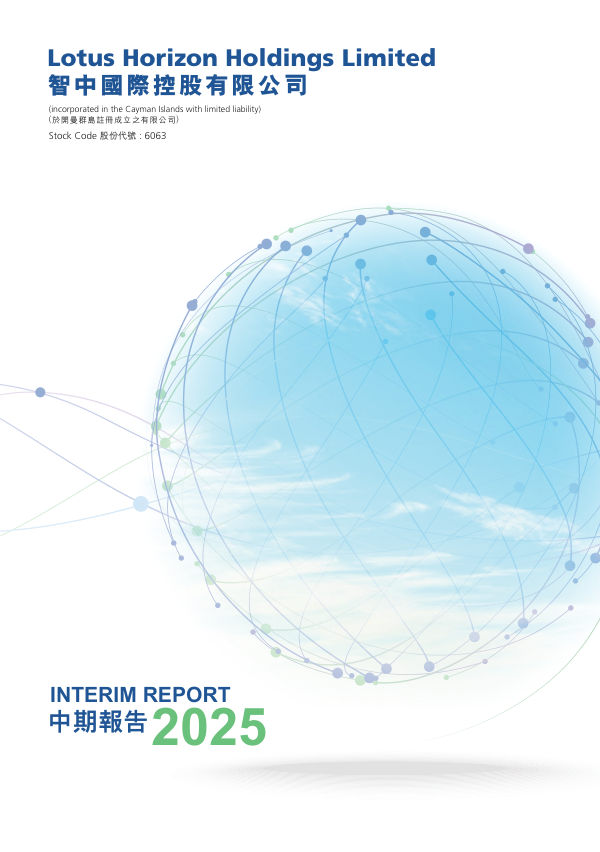 Lotus Horizon Holdings Limited
智中國際控股有限公司
(incorporated in the Cayman Islands with limited liability)
(於開曼群島註冊成立之有限公司)
Stock Code 股份代號 : 6063
INTERIM REPORT
中期報告 2025